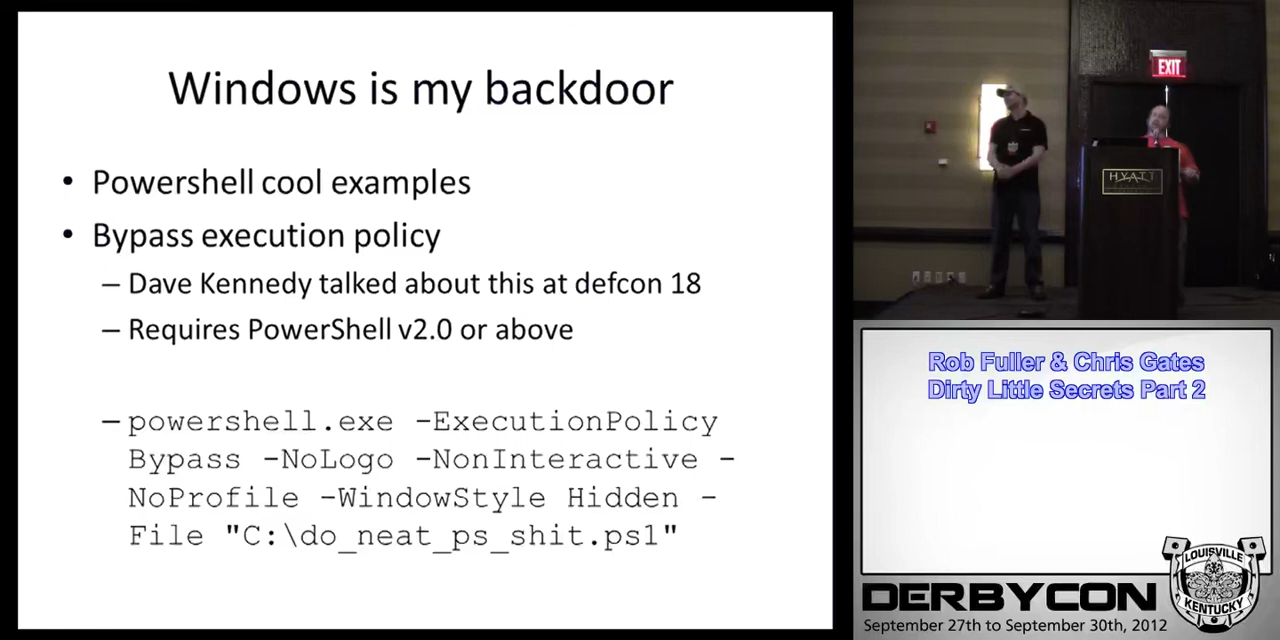 Windows is my backdoor
• Powershell cool examples
• Bypass execution policy
– Dave Kennedy talked about this at defcon 18
– Requires PowerShell v2.0 or above
– powershell.exe -ExecutionPolicy
Bypass -NoLogo -NonInteractive -
NoProfile -WindowStyle Hidden -
File "C:\do_neat_ps_shit.ps1"
EXIT
HYATT
Rob Fuller & Chris Gates
Dirty Little Secrets Part 2
LOUISVILLE
KENTUCKY
DERBYCON
September 27th to September 30th, 2012